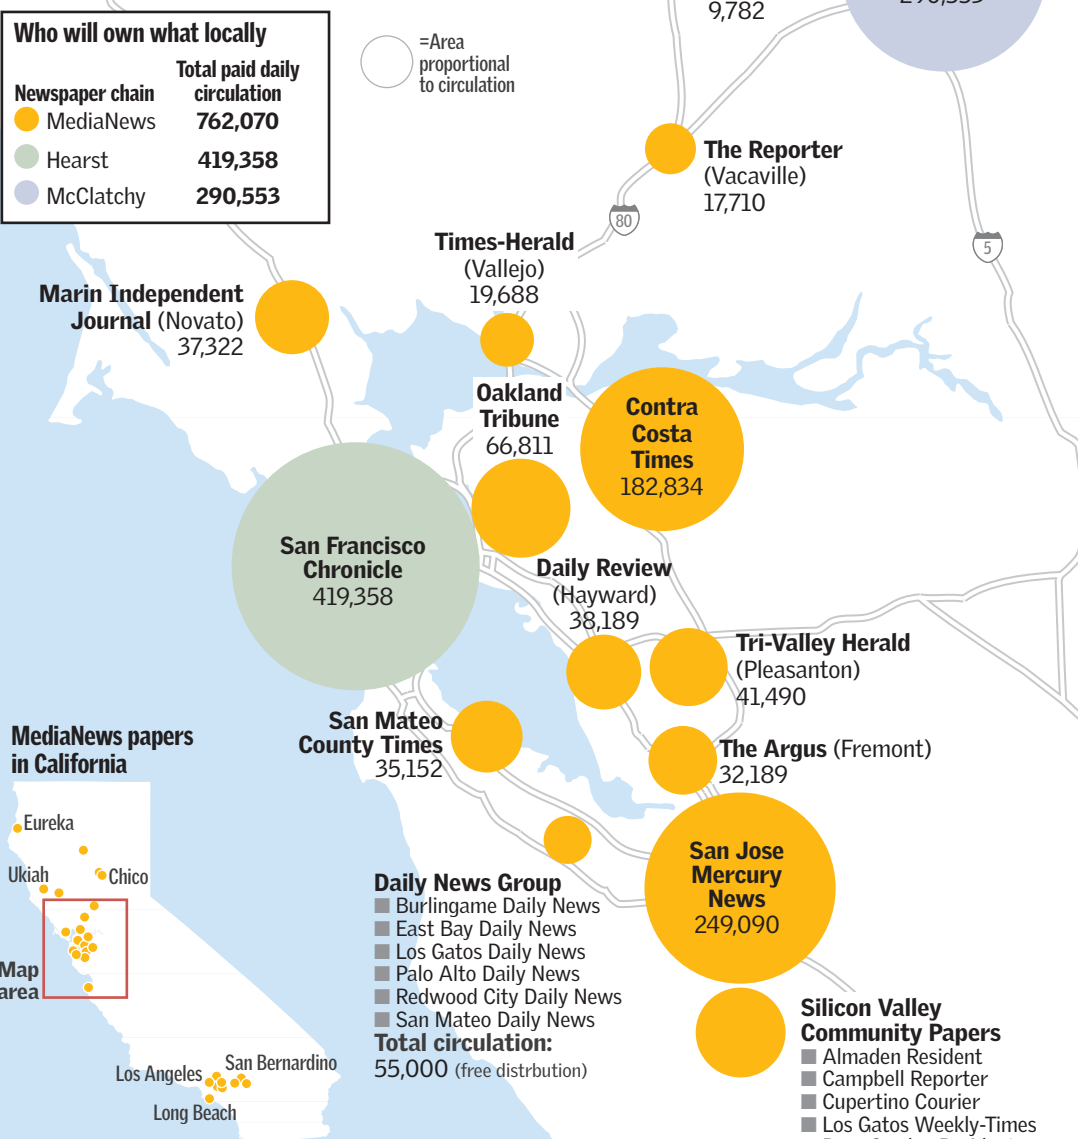 9,782
Who will own what locally
Total paid daily
Newspaper chain circulation
MediaNews 762,070
Hearst 419,358
McClatchy 290,553
=Area
proportional
to circulation
The Reporter
(Vacaville)
17,710
80
5
Times-Herald
(Vallejo)
19,688
Marin Independent
Journal (Novato)
37,322
Oakland
Tribune
66,811
Contra
Costa
Times
182,834
San Francisco
Chronicle
419,358
Daily Review
(Hayward)
38,189
Tri-Valley Herald
(Pleasanton)
41,490
San Mateo
County Times
35,152
The Argus (Fremont)
32,189
MediaNews papers
in California
Eureka
Ukiah
Chico
Map
area
Los Angeles
San Bernardino
Long Beach
San Jose
Mercury
News
249,090
Daily News Group
Burlingame Daily News
East Bay Daily News
Los Gatos Daily News
Palo Alto Daily News
Redwood City Daily News
San Mateo Daily News
Total circulation:
55,000 (free distrbution)
Silicon Valley
Community Papers
Almaden Resident
Campbell Reporter
Cupertino Courier
Los Gatos Weekly-Times